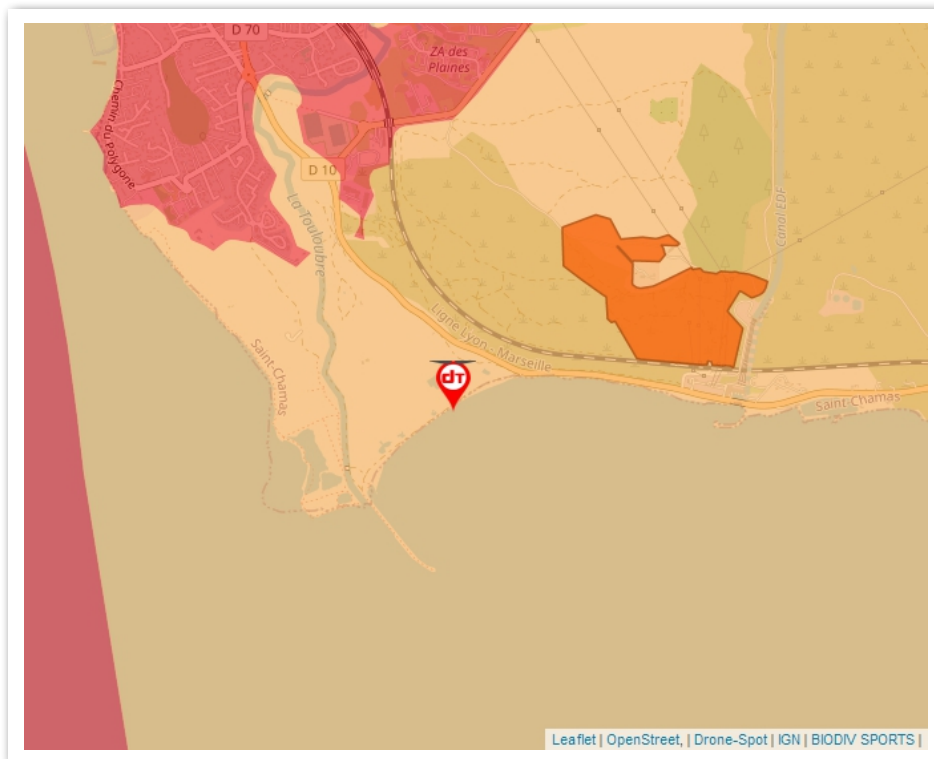 D 70
ZA des
Plaines
Chemin du Polygone
D 10
La Touloubre
Canal EDF
Ligne Lyon - Marseille
Saint-Chamas
dT
Saint-Chamas
Leaflet | OpenStreet, | Drone-Spot | IGN | BIODIV SPORTS |